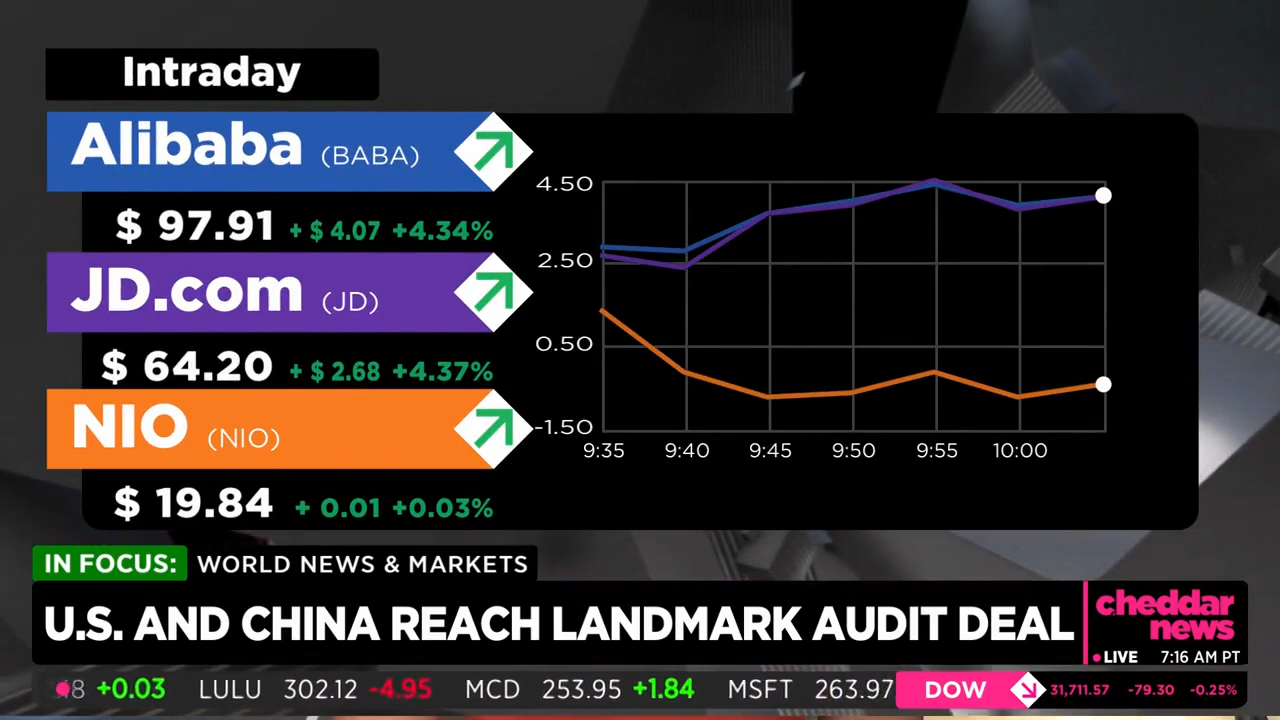 Intraday
Alibaba (BABA)
$ 97.91 + $ 4.07 +4.34%
JD.com (JD)
$ 64.20 + $ 2.68 +4.37%
NIO (NIO)
$ 19.84 + 0.01 +0.03%
4.50
2.50
0.50
-1.50
9:35 9:40 9:45 9:50 9:55 10:00
IN FOCUS: WORLD NEWS & MARKETS
U.S. AND CHINA REACH LANDMARK AUDIT DEAL
cheddar
news
LIVE 7:16 AM PT
8 +0.03 LULU 302.12 -4.95 MCD 253.95 +1.84 MSFT 263.97 DOW 31,711.57 -79.30 -0.25%